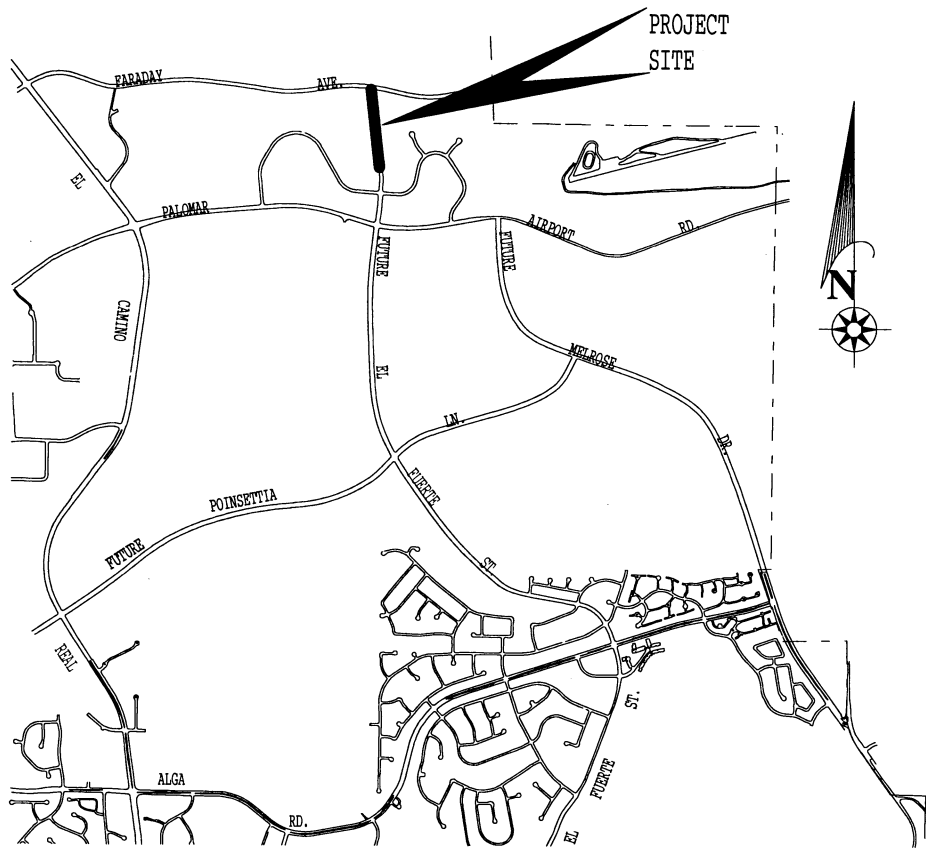 PROJECT
SITE
FARADAY
AVE.
EL
PALOMAR
AIRPORT
RD.
FUTURE
FUTURE
N
CAMINO
MELROSE
EL
LN.
DR.
FUERTE
POINSETTIA
FUTURE
ST.
REAL
ST.
ALGA
FUERTE
RD.
EL